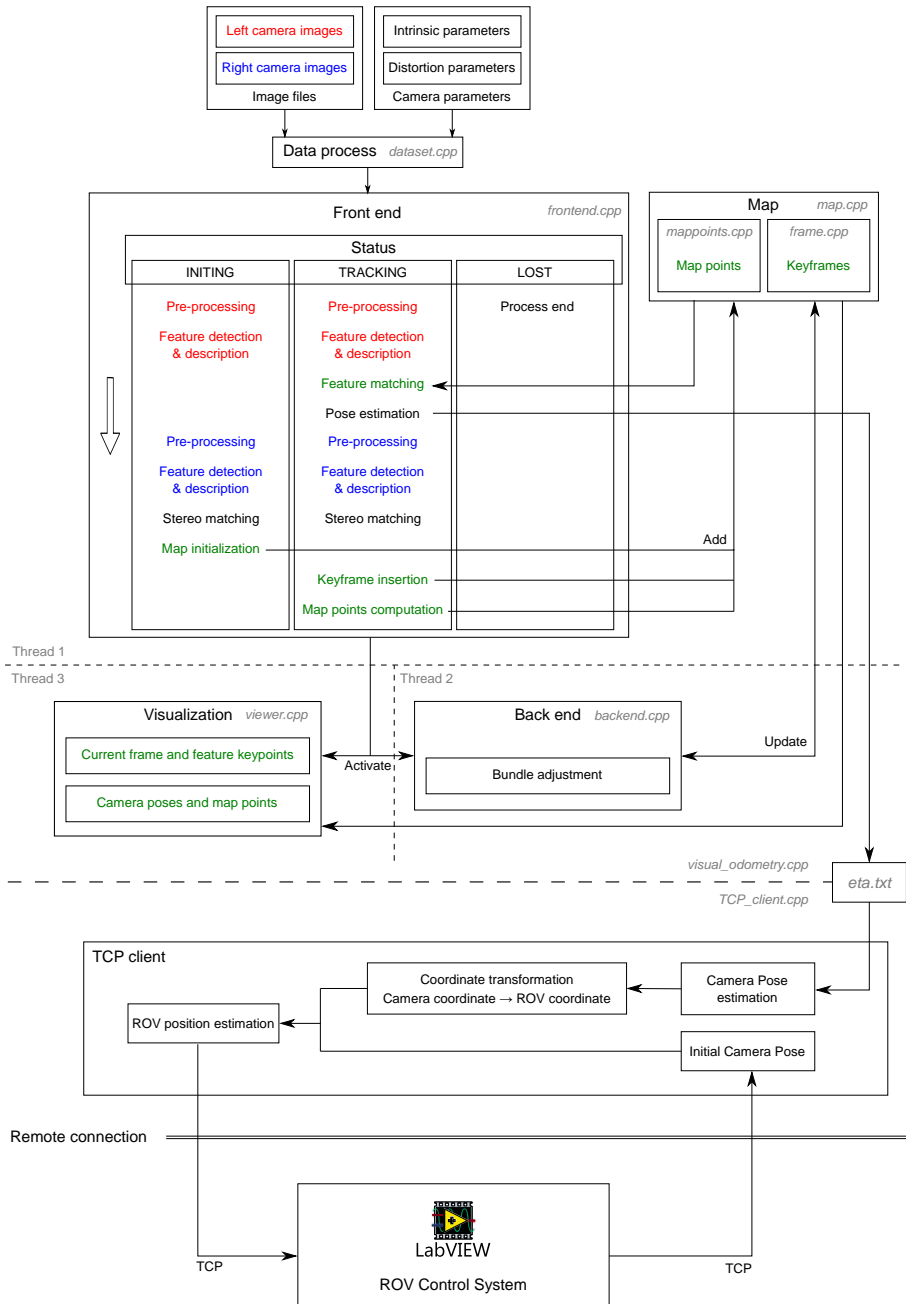 Left camera images
Right camera images
Image files
Intrinsic parameters
Distortion parameters
Camera parameters
Data process dataset.cpp
Front end frontend.cpp
Status
INITING TRACKING LOST
Pre-processing Pre-processing Process end
Feature detection Feature detection
& description & description
Feature matching
Pose estimation
Pre-processing Pre-processing
Feature detection Feature detection
& description & description
Stereo matching Stereo matching
Map initialization
Keyframe insertion
Map points computation
Map map.cpp
mappoints.cpp frame.cpp
Map points Keyframes
Add
Thread 1
Thread 3 Thread 2
Visualization viewer.cpp
Current frame and feature keypoints
Camera poses and map points
Activate
Back end backend.cpp
Bundle adjustment
Update
visual_odometry.cpp
eta.txt
TCP_client.cpp
TCP client
Coordinate transformation
Camera coordinate → ROV coordinate
Camera Pose
estimation
ROV position estimation
Initial Camera Pose
Remote connection
LabVIEW
TCP TCP
ROV Control System